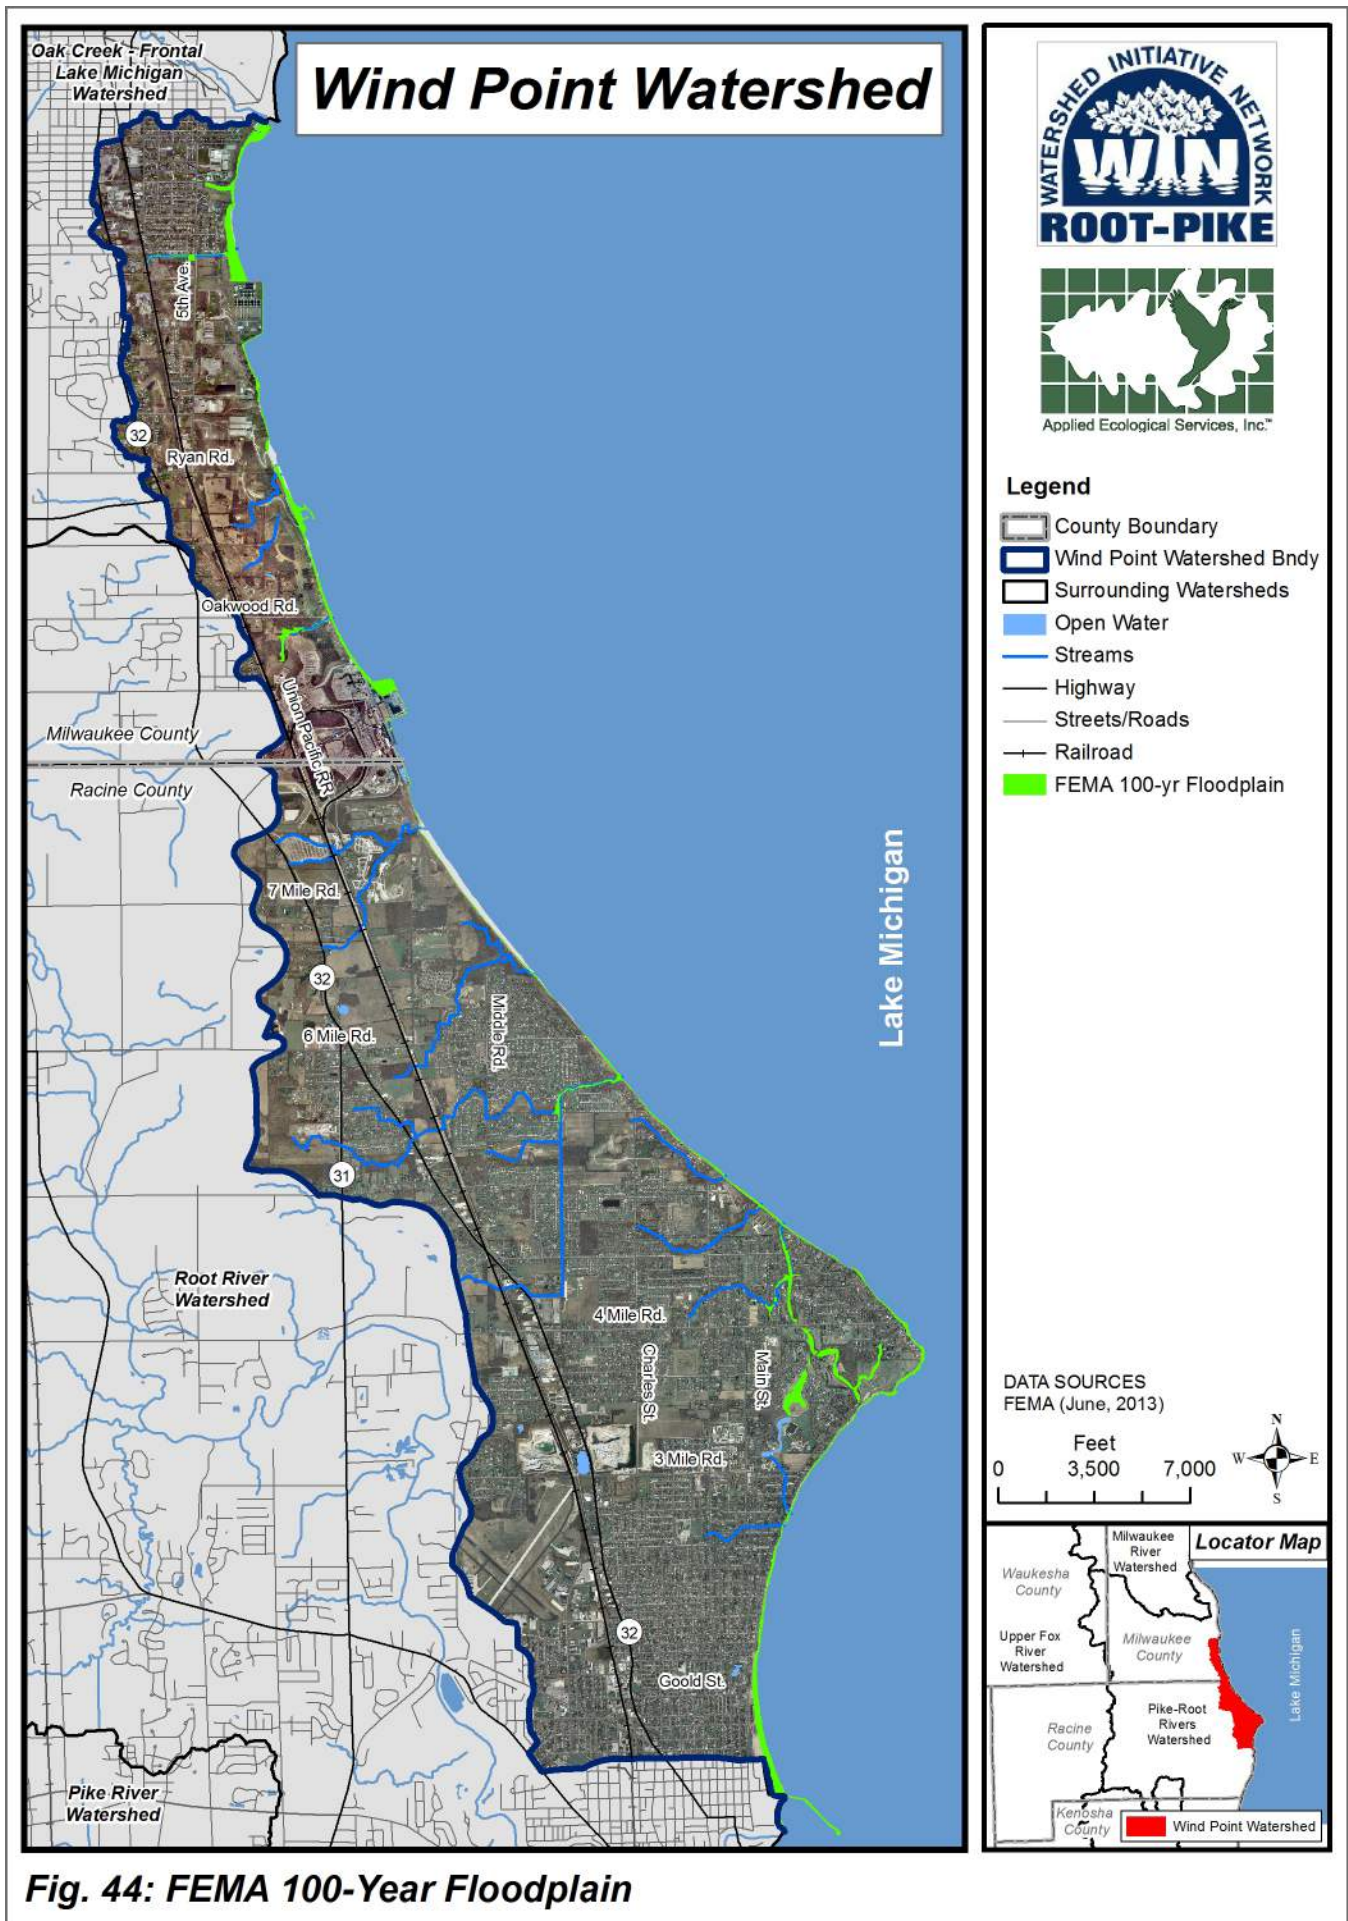 Wind Point Watershed
Oak Creek - Frontal
Lake Michigan
Watershed
5th Ave.
32
Ryan Rd.
Oakwood Rd.
Union Pacific RR
Milwaukee County
Racine County
7 Mile Rd.
32
6 Mile Rd.
Middle Rd.
Lake Michigan
31
Root River
Watershed
4 Mile Rd.
Charles St.
Main St.
3 Mile Rd.
32
Goold St.
Pike River
Watershed
WATERSHED INITIATIVE NETWORK
WIN
ROOT-PIKE
Applied Ecological Services, Inc.™
Legend
County Boundary
Wind Point Watershed Bndy
Surrounding Watersheds
Open Water
Streams
Highway
Streets/Roads
Railroad
FEMA 100-yr Floodplain
DATA SOURCES
FEMA (June, 2013)
Feet
0 3,500 7,000
N
W E
S
Locator Map
Milwaukee
River
Watershed
Waukesha
County
Upper Fox
River
Watershed
Milwaukee
County
Lake Michigan
Pike-Root
Rivers
Watershed
Racine
County
Kenosha
County
Wind Point Watershed
Fig. 44: FEMA 100-Year Floodplain